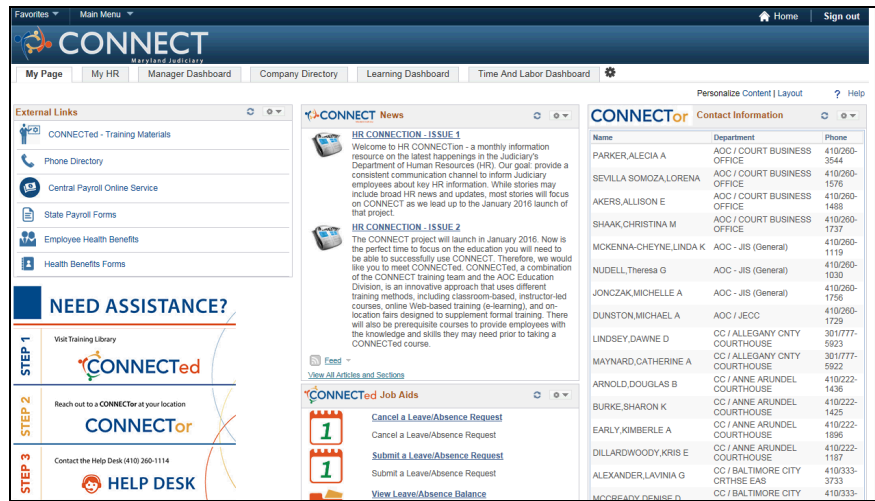 Favorites Main Menu Home Sign out
CONNECT
Maryland Judiciary
My Page My HR Manager Dashboard Company Directory Learning Dashboard Time And Labor Dashboard
Personalize Content | Layout ? Help
External Links
CONNECTed - Training Materials
Phone Directory
Central Payroll Online Service
State Payroll Forms
Employee Health Benefits
Health Benefits Forms
NEED ASSISTANCE?
STEP 1
Visit Training Library
CONNECTed
STEP 2
Reach out to a CONNECTor at your location
CONNECTor
STEP 3
Contact the Help Desk (410) 260-1114
HELP DESK
CONNECT News
HR CONNECTION - ISSUE 1
Welcome to HR CONNECTion - a monthly information
resource on the latest happenings in the Judiciary's
Department of Human Resources (HR). Our goal: provide a
consistent communication channel to inform Judiciary
employees about key HR information. While stories may
include broad HR news and updates, most stories will focus
on CONNECT as we lead up to the January 2016 launch of
that project.
HR CONNECTION - ISSUE 2
The CONNECT project will launch in January 2016. Now is
the perfect time to focus on the education you will need to
be able to successfully use CONNECT. Therefore, we would
like you to meet CONNECTed. CONNECTed, a combination
of the CONNECT training team and the AOC Education
Division, is an innovative approach that uses different
training methods, including classroom-based, instructor-led
courses, online Web-based training (e-learning), and on-
location fairs designed to supplement formal training. There
will also be prerequisite courses to provide employees with
the knowledge and skills they may need prior to taking a
CONNECTed course.
Feed
View All Articles and Sections
CONNECTed Job Aids
1
Cancel a Leave/Absence Request
Cancel a Leave/Absence Request
1
Submit a Leave/Absence Request
Submit a Leave/Absence Request
View Leave/Absence Balance
CONNECTor Contact Information
Name Department Phone
PARKER,ALECIA A AOC / COURT BUSINESS OFFICE 410/260-3544
SEVILLA SOMOZA,LORENA AOC / COURT BUSINESS OFFICE 410/260-1576
AKERS,ALLISON E AOC / COURT BUSINESS OFFICE 410/260-1488
SHAAK,CHRISTINA M AOC / COURT BUSINESS OFFICE 410/260-1737
MCKENNA-CHEYNE,LINDA K AOC - JIS (General) 410/260-1119
NUDELL,Theresa G AOC - JIS (General) 410/260-1030
JONCZAK,MICHELLE A AOC - JIS (General) 410/260-1756
DUNSTON,MICHAEL A AOC / JECC 410/260-1729
LINDSEY,DAWNE D CC / ALLEGANY CNTY COURTHOUSE 301/777-5923
MAYNARD,CATHERINE A CC / ALLEGANY CNTY COURTHOUSE 301/777-5922
ARNOLD,DOUGLAS B CC / ANNE ARUNDEL COURTHOUSE 410/222-1436
BURKE,SHARON K CC / ANNE ARUNDEL COURTHOUSE 410/222-1425
EARLY,KIMBERLE A CC / ANNE ARUNDEL COURTHOUSE 410/222-1896
DILLARDWOODY,KRIS E CC / ANNE ARUNDEL COURTHOUSE 410/222-1187
ALEXANDER,LAVINIA G CC / BALTIMORE CITY CRTHSE EAS 410/333-3733
MCCREADY,DENISE D CC / BALTIMORE CITY 410/333-